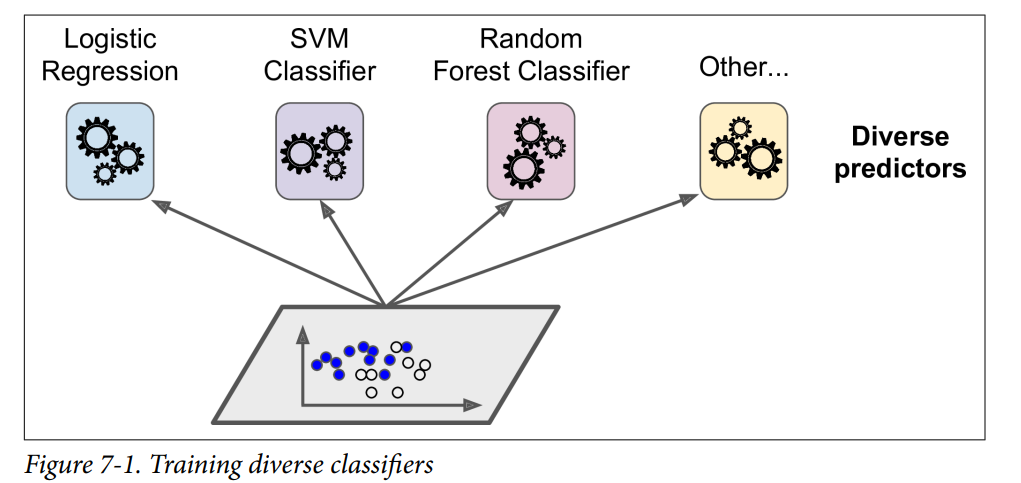 Logistic
Regression
SVM
Classifier
Random
Forest Classifier
Other...
Diverse
predictors
Figure 7-1. Training diverse classifiers